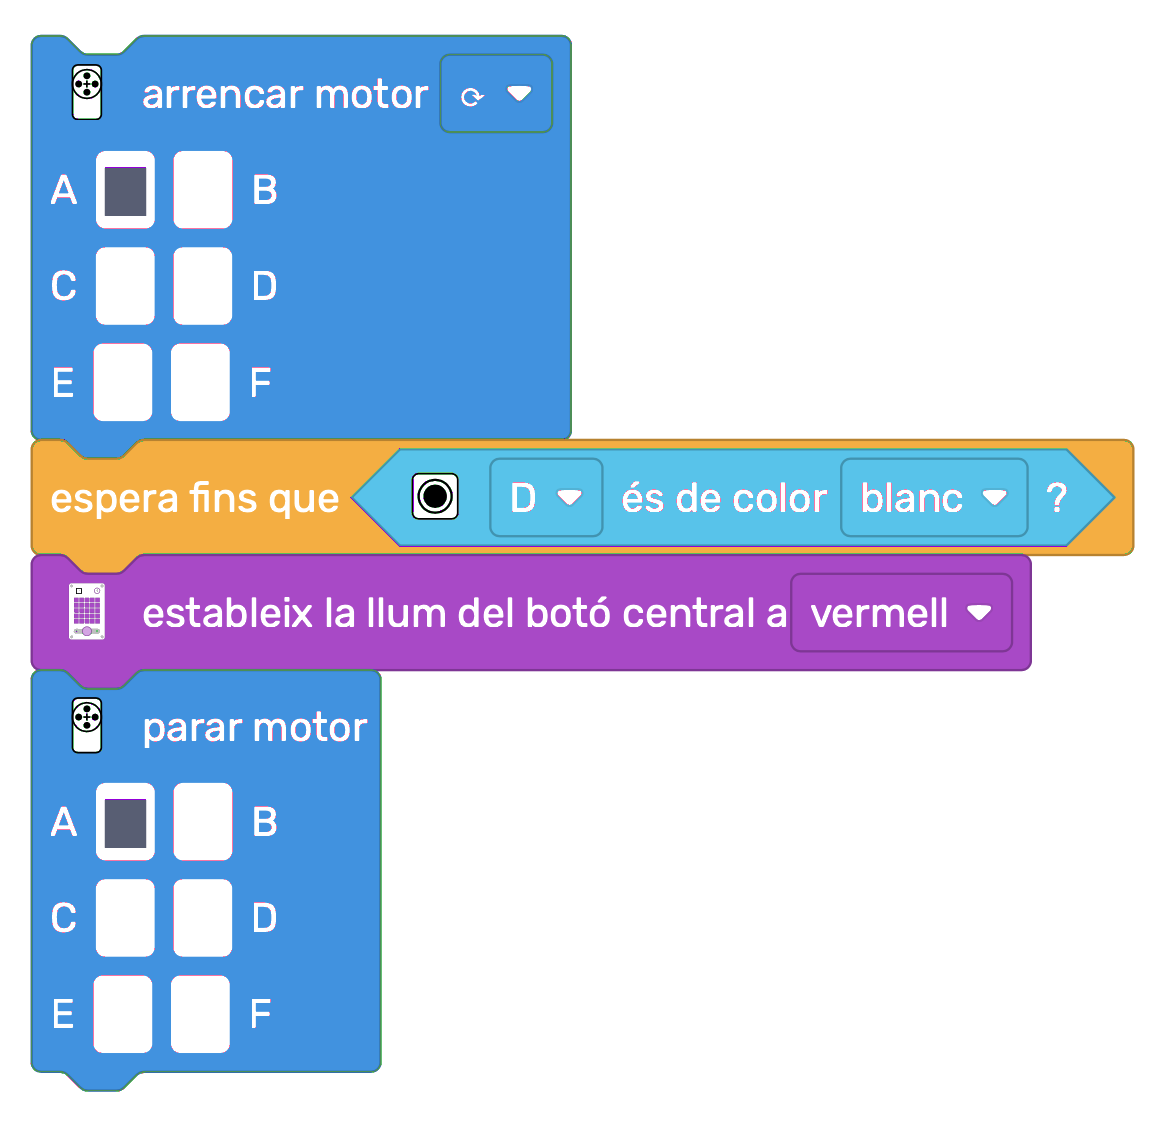 arrencar motor ⟳
A B
C D
E F
espera fins que D és de color blanc ?
estableix la llum del botó central a vermell
parar motor
A B
C D
E F